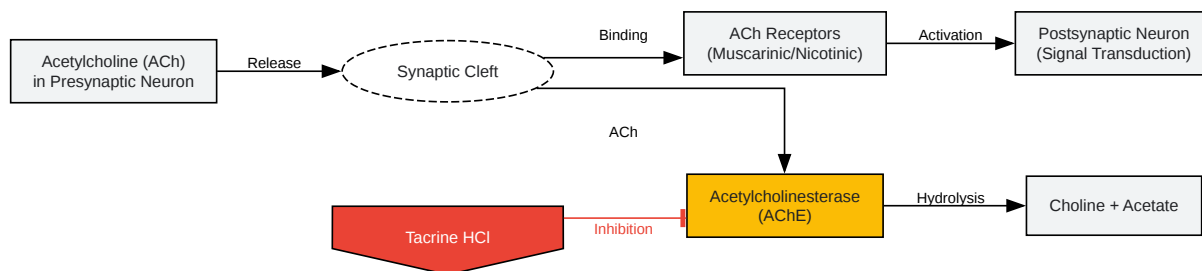 Acetylcholine (ACh)
in Presynaptic Neuron
Release
Synaptic Cleft
Binding
ACh Receptors
(Muscarinic/Nicotinic)
Activation
Postsynaptic Neuron
(Signal Transduction)
ACh
Acetylcholinesterase
(AChE)
Hydrolysis
Choline + Acetate
Tacrine HCl
Inhibition